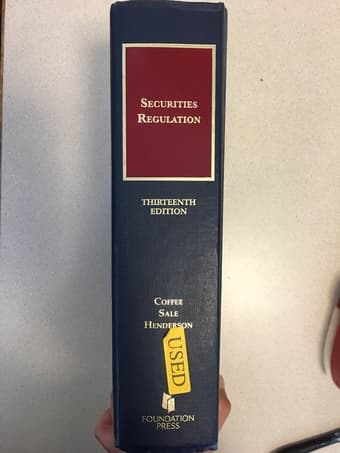 SECURITIES
REGULATION
THIRTEENTH
EDITION
COFFEE
SALE
HENDERSON
USED
FOUNDATION
PRESS